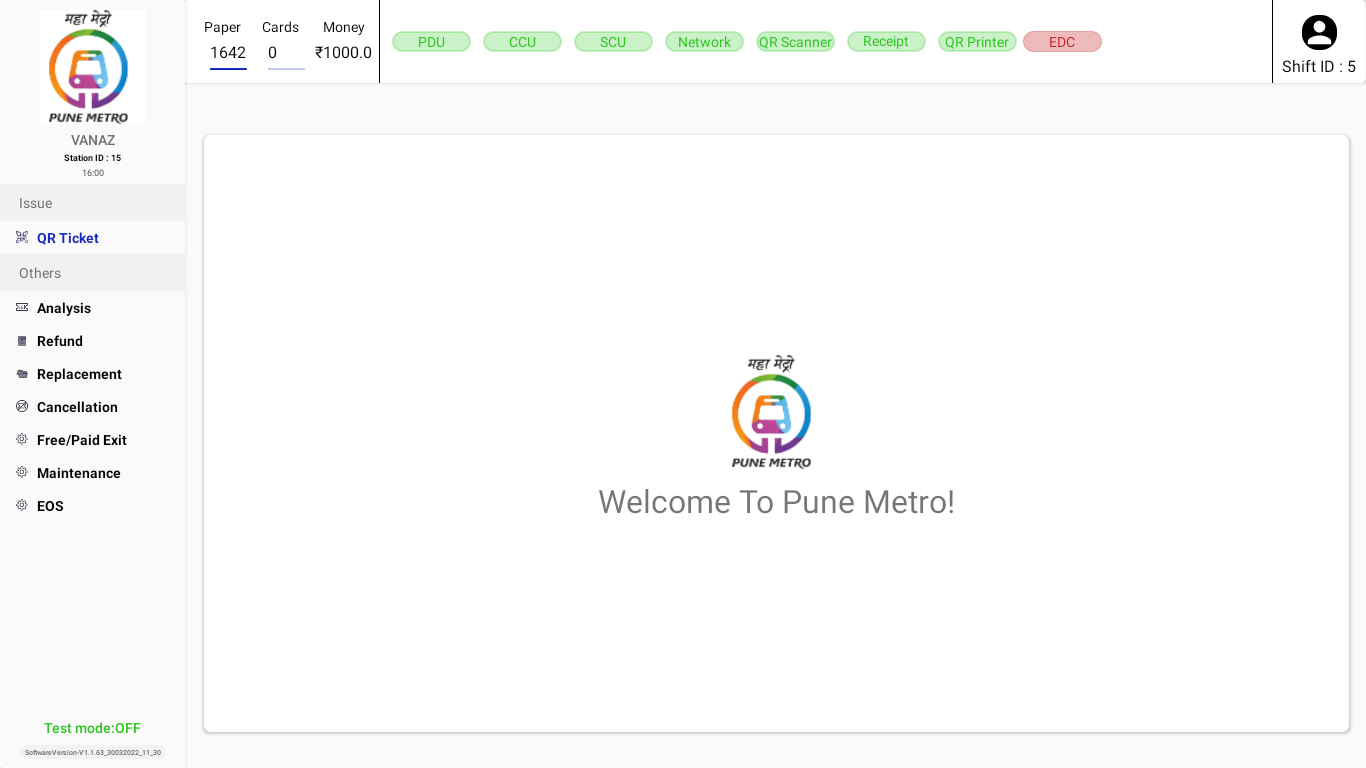 महा मेट्रो
PUNE METRO
VANAZ
Station ID : 15
16:00
Issue
QR Ticket
Others
Analysis
Refund
Replacement
Cancellation
Free/Paid Exit
Maintenance
EOS
Test mode:OFF
SoftwareVersion-V1.1.63_30032022_11_30
Paper Cards Money
1642 0 ₹1000.0
PDU CCU SCU Network QR Scanner Receipt QR Printer EDC
Shift ID : 5
महा मेट्रो
PUNE METRO
Welcome To Pune Metro!